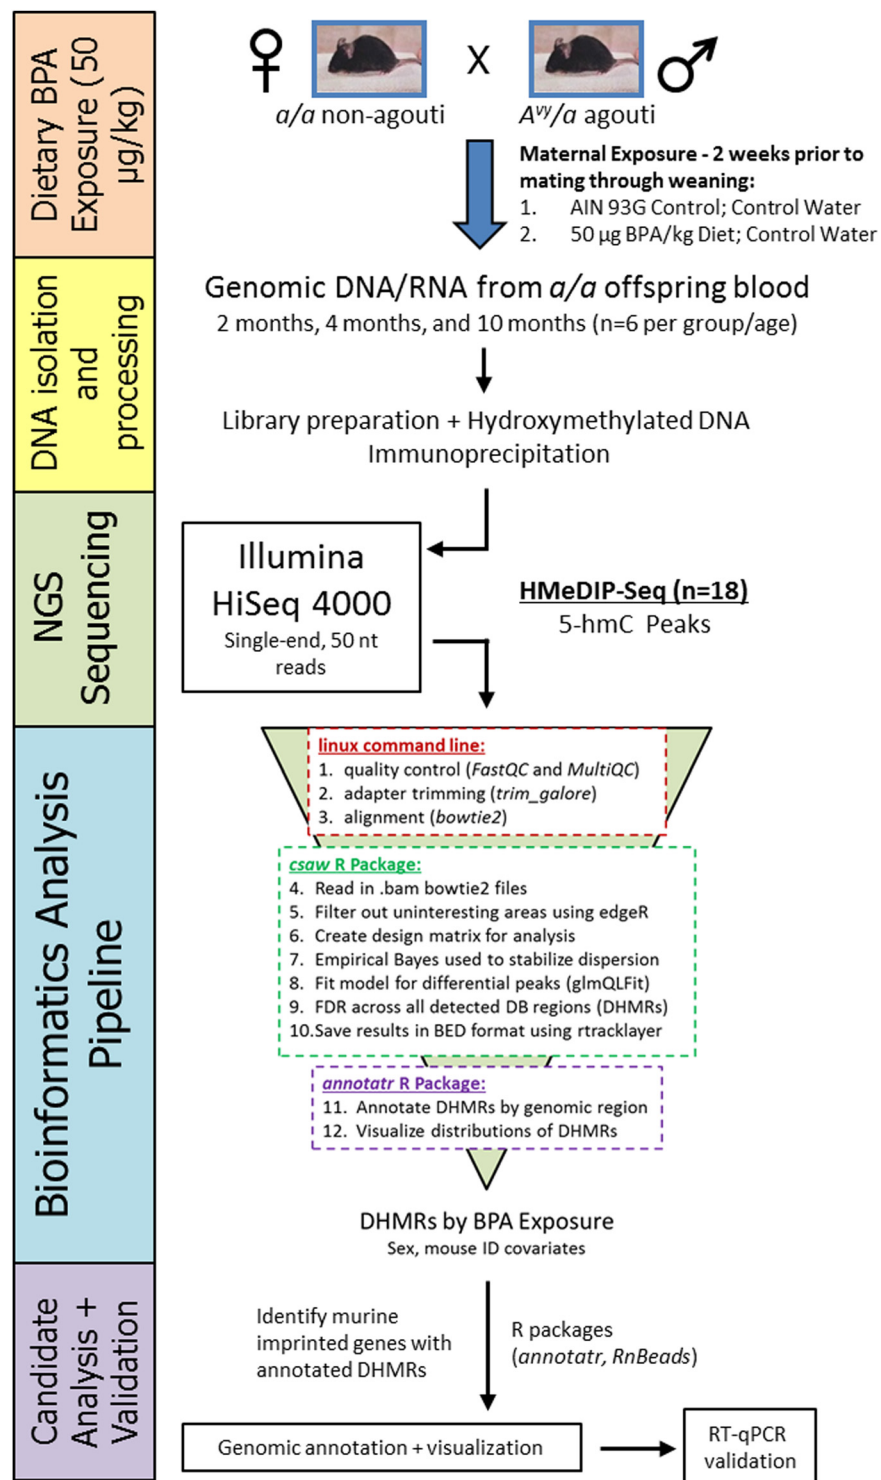 Dietary BPA
Exposure (50
µg/kg)
♀ X ♂
a/a non-agouti
Aᵛʸ/a agouti
Maternal Exposure - 2 weeks prior to
mating through weaning:
1. AIN 93G Control; Control Water
2. 50 µg BPA/kg Diet; Control Water
DNA isolation
and
processing
Genomic DNA/RNA from a/a offspring blood
2 months, 4 months, and 10 months (n=6 per group/age)
Library preparation + Hydroxymethylated DNA
Immunoprecipitation
NGS
Sequencing
Illumina
HiSeq 4000
Single-end, 50 nt
reads
HMeDIP-Seq (n=18)
5-hmC Peaks
Bioinformatics Analysis
Pipeline
linux command line:
1. quality control (FastQC and MultiQC)
2. adapter trimming (trim_galore)
3. alignment (bowtie2)
csaw R Package:
4. Read in .bam bowtie2 files
5. Filter out uninteresting areas using edgeR
6. Create design matrix for analysis
7. Empirical Bayes used to stabilize dispersion
8. Fit model for differential peaks (glmQLFit)
9. FDR across all detected DB regions (DHMRs)
10.Save results in BED format using rtracklayer
annotatr R Package:
11. Annotate DHMRs by genomic region
12. Visualize distributions of DHMRs
DHMRs by BPA Exposure
Sex, mouse ID covariates
Candidate
Analysis +
Validation
Identify murine
imprinted genes with
annotated DHMRs
R packages
(annotatr, RnBeads)
Genomic annotation + visualization
RT-qPCR
validation